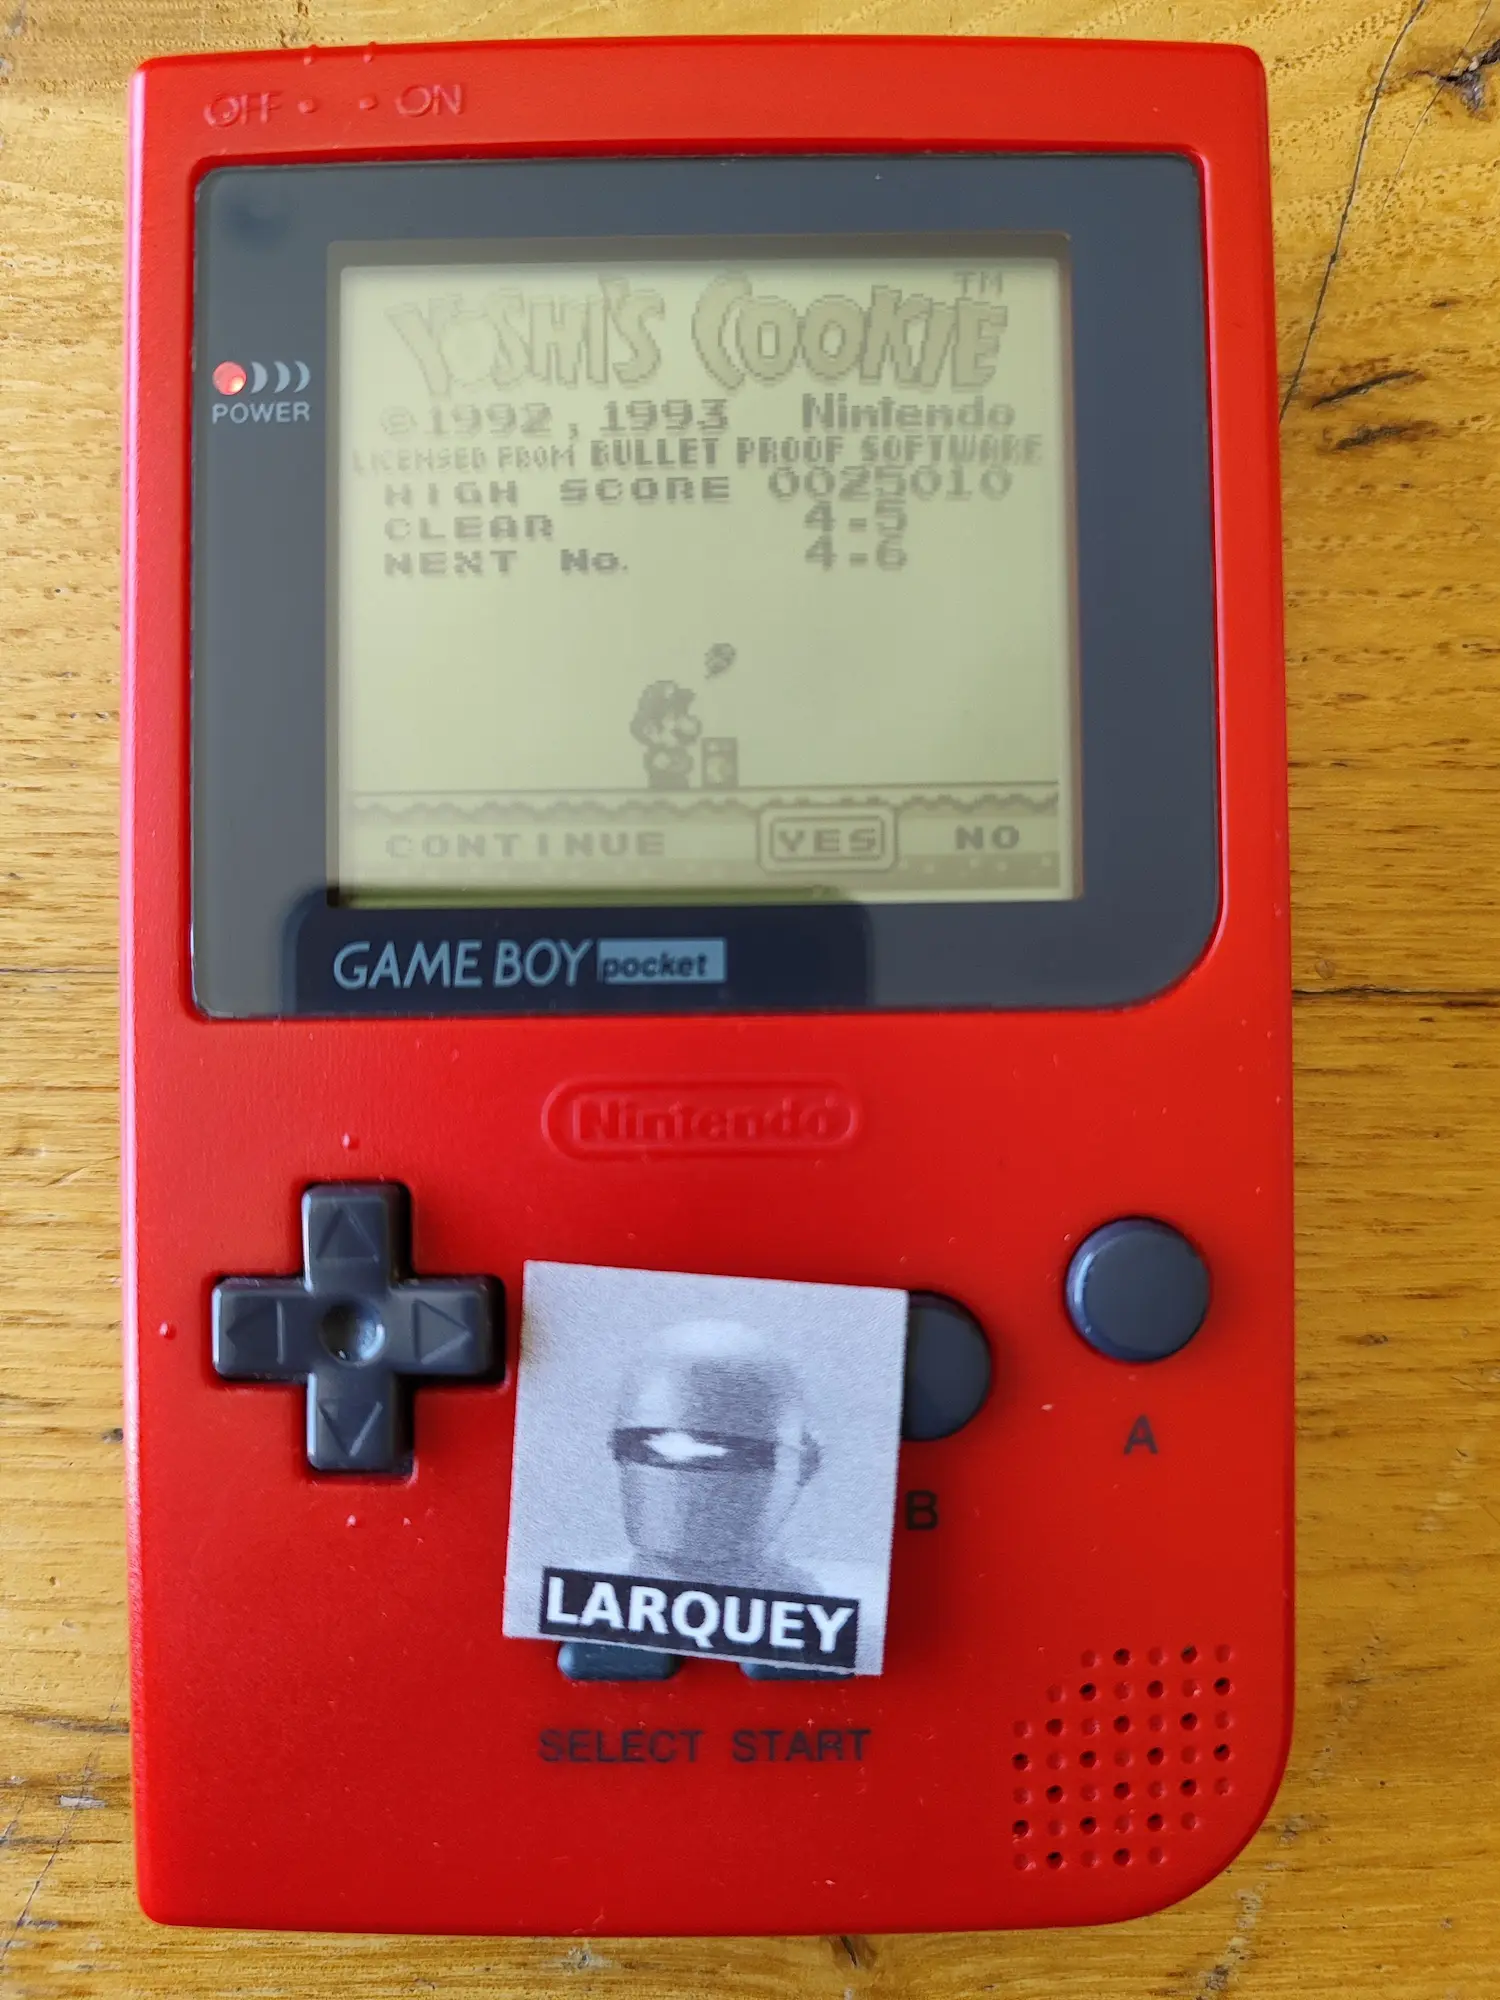 OFF • • ON
YOSHI'S COOKIE TM
©1992, 1993 Nintendo
LICENSED FROM BULLET PROOF SOFTWARE
HIGH SCORE 0025010
CLEAR 4-5
NEXT No. 4-6
CONTINUE YES NO
POWER
GAME BOY pocket
Nintendo
A
B
LARQUEY
SELECT START